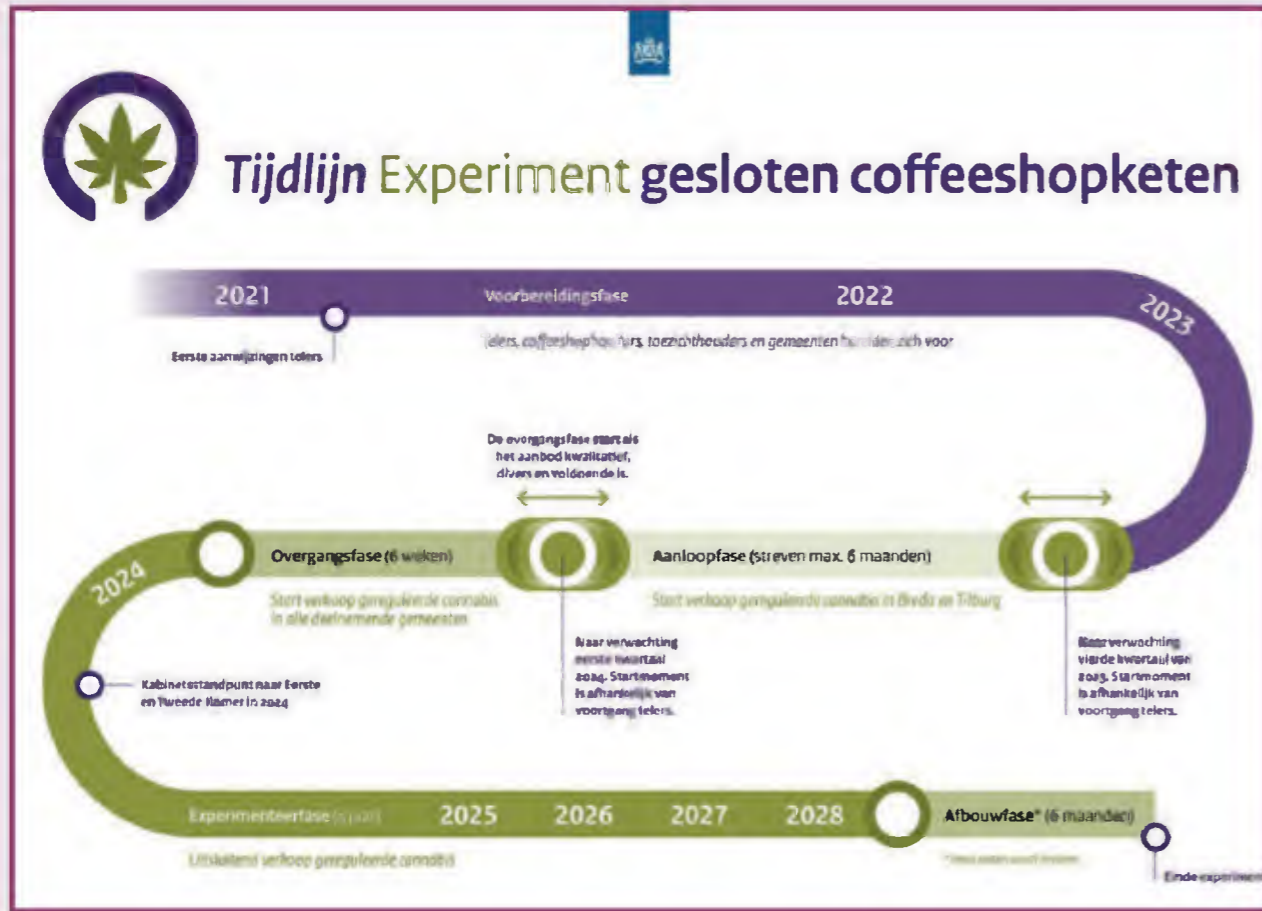 Tijdlijn Experiment gesloten coffeeshopketen
2021 Voorbereidingsfase 2022 2023
Eerste aanwijzingen telers
telers, coffeeshophouders, toezichthouders en gemeenten zich voor
De overgangsfase start als
het aanbod kwalitatief,
divers en voldoende is.
Overgangsfase (6 weken)
Aanloopfase (streven max. 6 maanden)
2024
Start verkoop gereguleerde cannabis
in alle deelnemende gemeenten
Start verkoop gereguleerde cannabis in Breda en Tilburg
Naar verwachting
eerste kwartaal
2024. Startmoment
is afhankelijk van
voortgang telers.
Naar verwachting
vierde kwartaal van
2023. Startmoment
is afhankelijk van
voortgang telers.
Kabinetsstandpunt naar Eerste
en Tweede Kamer in 2024
Experimenteerfase 2025 2026 2027 2028
Afbouwfase* (6 maanden)
Uitsluitend verkoop gereguleerde cannabis
Einde experiment